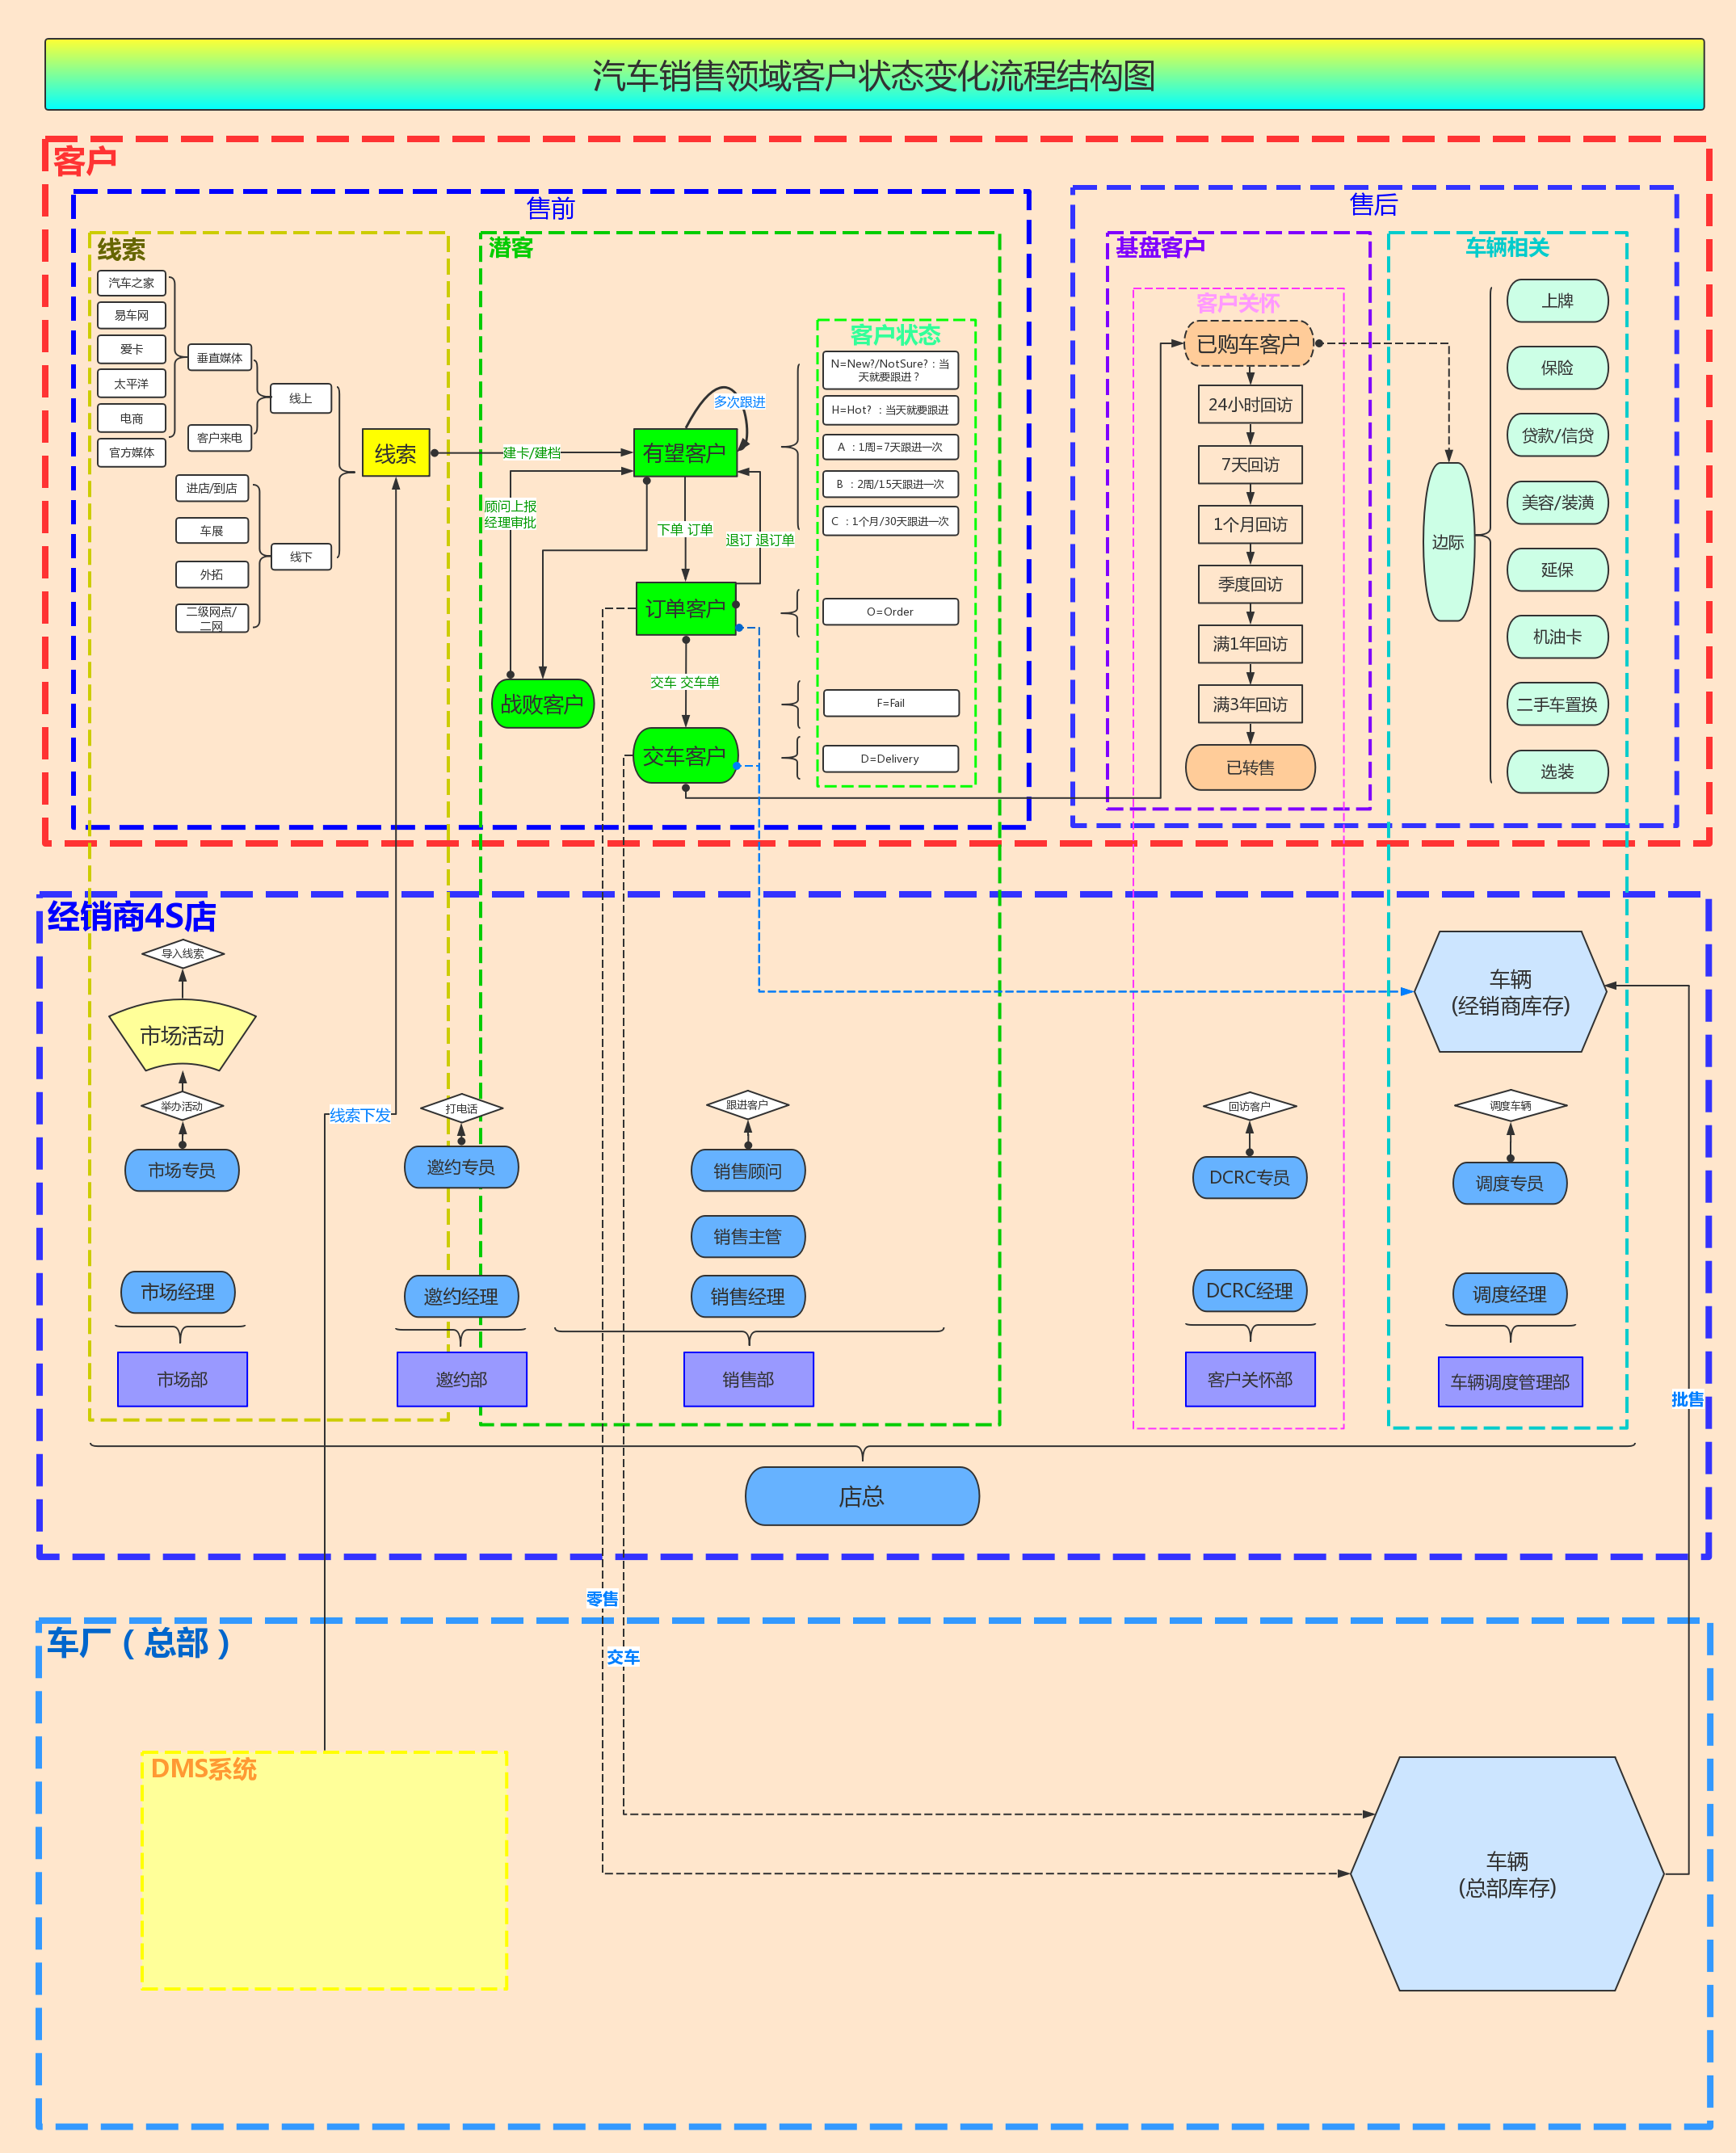 汽车销售领域客户状态变化流程结构图
客户
售前
售后
线索
潜客
基盘客户
车辆相关
汽车之家
易车网
爱卡
太平洋
电商
官方媒体
垂直媒体
客户来电
线上
进店/到店
车展
外拓
二级网点/
二网
线下
线索
建卡/建档
有望客户
多次跟进
顾问上报
经理审批
下单 订单
退订 退订单
订单客户
交车 交车单
战败客户
交车客户
客户状态
N=New?/NotSure?：当
天就要跟进？
H=Hot? ：当天就要跟进
A ：1周=7天跟进一次
B ：2周/15天跟进一次
C ：1个月/30天跟进一次
O=Order
F=Fail
D=Delivery
客户关怀
已购车客户
24小时回访
7天回访
1个月回访
季度回访
满1年回访
满3年回访
已转售
边际
上牌
保险
贷款/信贷
美容/装潢
延保
机油卡
二手车置换
选装
经销商4S店
导入线索
市场活动
举办活动
市场专员
市场经理
市场部
线索下发
打电话
邀约专员
邀约经理
邀约部
跟进客户
销售顾问
销售主管
销售经理
销售部
回访客户
DCRC专员
DCRC经理
客户关怀部
车辆
(经销商库存)
调度车辆
调度专员
调度经理
车辆调度管理部
批售
店总
零售
车厂（总部）
交车
DMS系统
车辆
(总部库存)